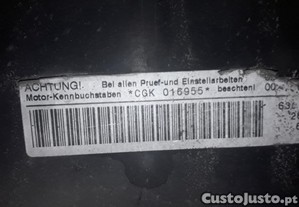 ACHTUNG!. Bei allen Pruef-und Einstellarbeiten
Motor-Kennbuchstaben *CGK 016955* beachten!
CustoJusto.pt